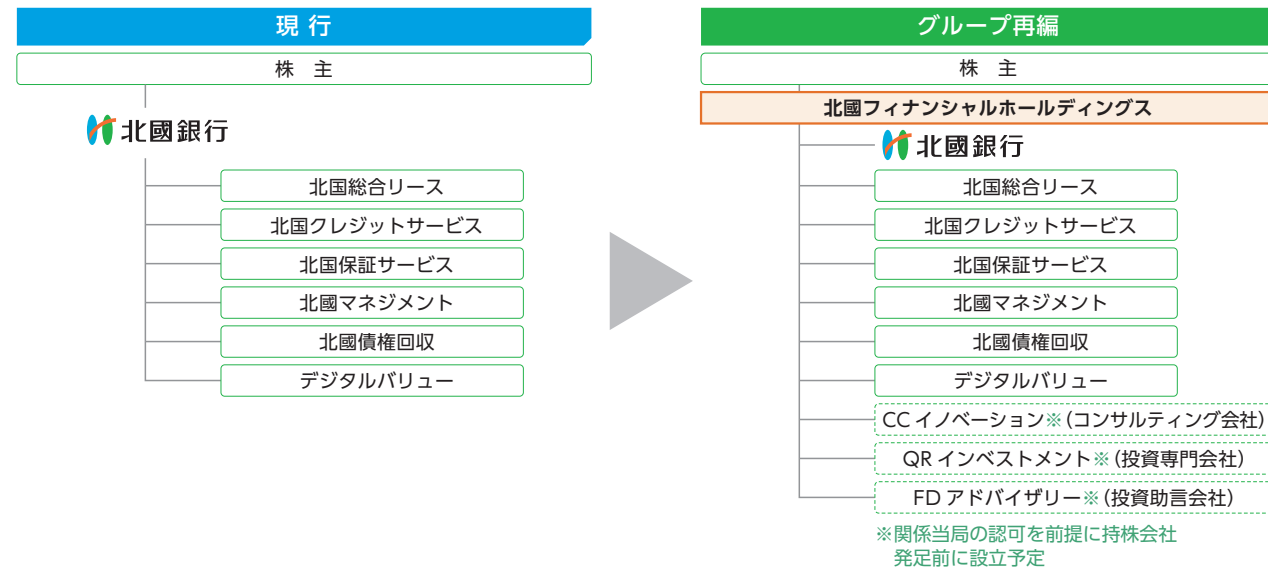 現 行
株　主
北國銀行
北国総合リース
北国クレジットサービス
北国保証サービス
北國マネジメント
北國債権回収
デジタルバリュー
グループ再編
株　主
北國フィナンシャルホールディングス
北國銀行
北国総合リース
北国クレジットサービス
北国保証サービス
北國マネジメント
北國債権回収
デジタルバリュー
CC イノベーション※(コンサルティング会社)
QR インベストメント※(投資専門会社)
FD アドバイザリー※(投資助言会社)
※関係当局の認可を前提に持株会社
発足前に設立予定